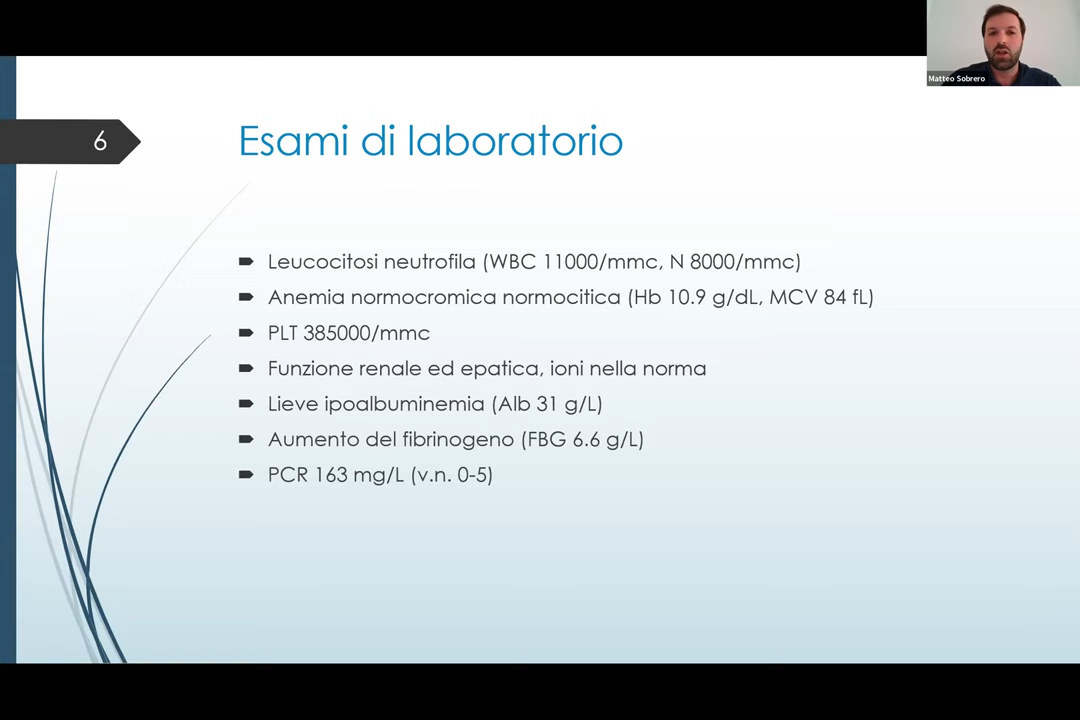 Matteo Sobrero
6
Esami di laboratorio
Leucocitosi neutrofila (WBC 11000/mmc, N 8000/mmc)
Anemia normocromica normocitica (Hb 10.9 g/dL, MCV 84 fL)
PLT 385000/mmc
Funzione renale ed epatica, ioni nella norma
Lieve ipoalbuminemia (Alb 31 g/L)
Aumento del fibrinogeno (FBG 6.6 g/L)
PCR 163 mg/L (v.n. 0-5)